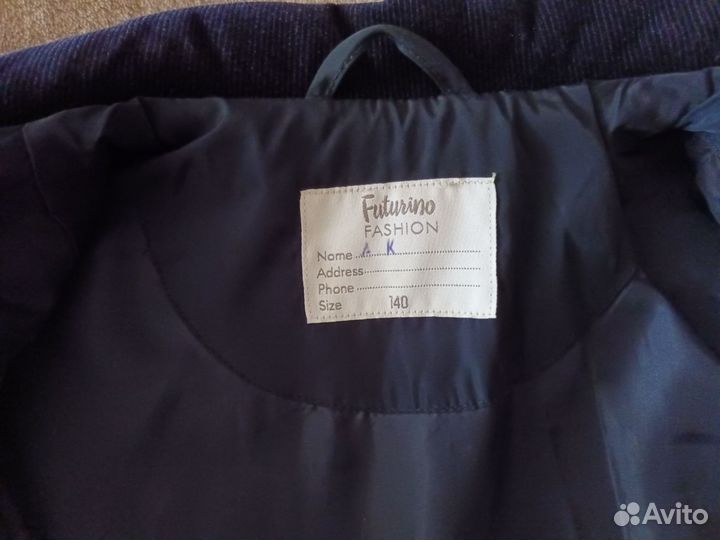 Futurino
FASHION
Name A K
Address
Phone
Size 140
Avito